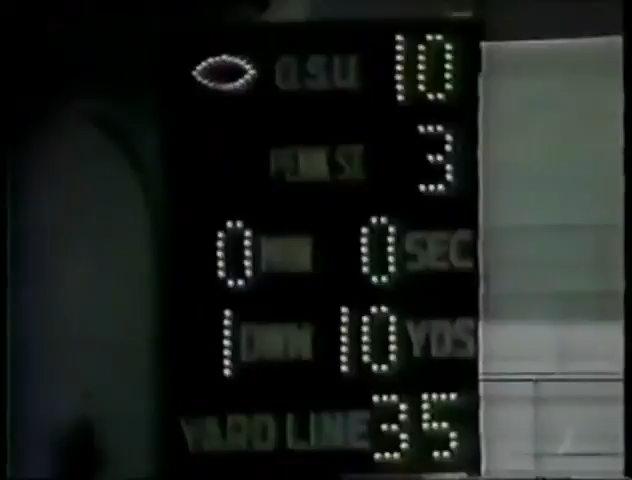 O.S.U. 10
PENN ST. 3
0 MIN 0 SEC
1 DWN 10 YDS
YARD LINE 35